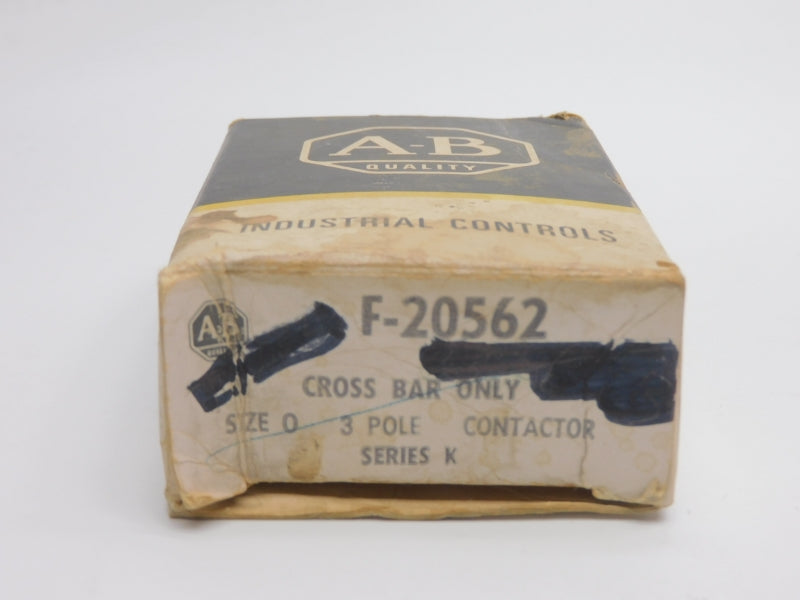 A-B
QUALITY
INDUSTRIAL CONTROLS
A-B
F-20562
CROSS BAR ONLY
SIZE 0 3 POLE CONTACTOR
SERIES K